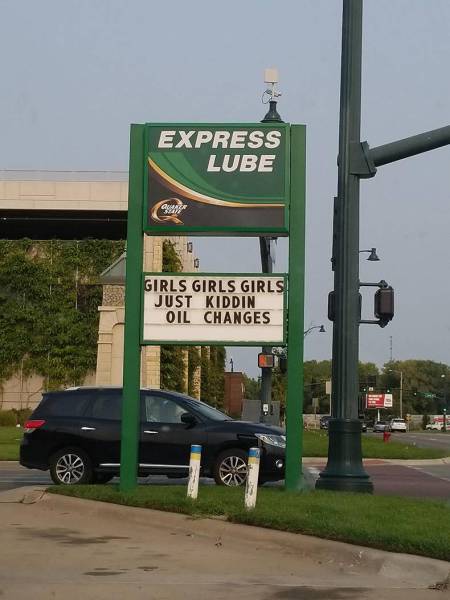 EXPRESS
LUBE
QUAKER
STATE
GIRLS GIRLS GIRLS
JUST KIDDIN
OIL CHANGES